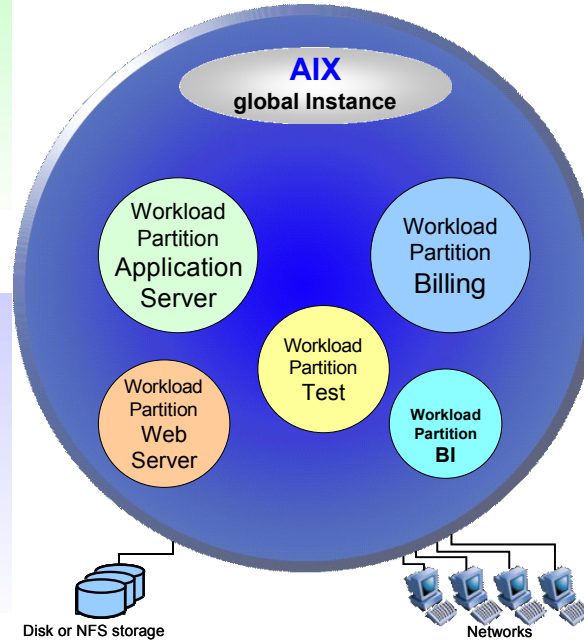 AIX
global Instance
Workload
Partition
Application
Server
Workload
Partition
Billing
Workload
Partition
Test
Workload
Partition
Web
Server
Workload
Partition
BI
Disk or NFS storage
Networks